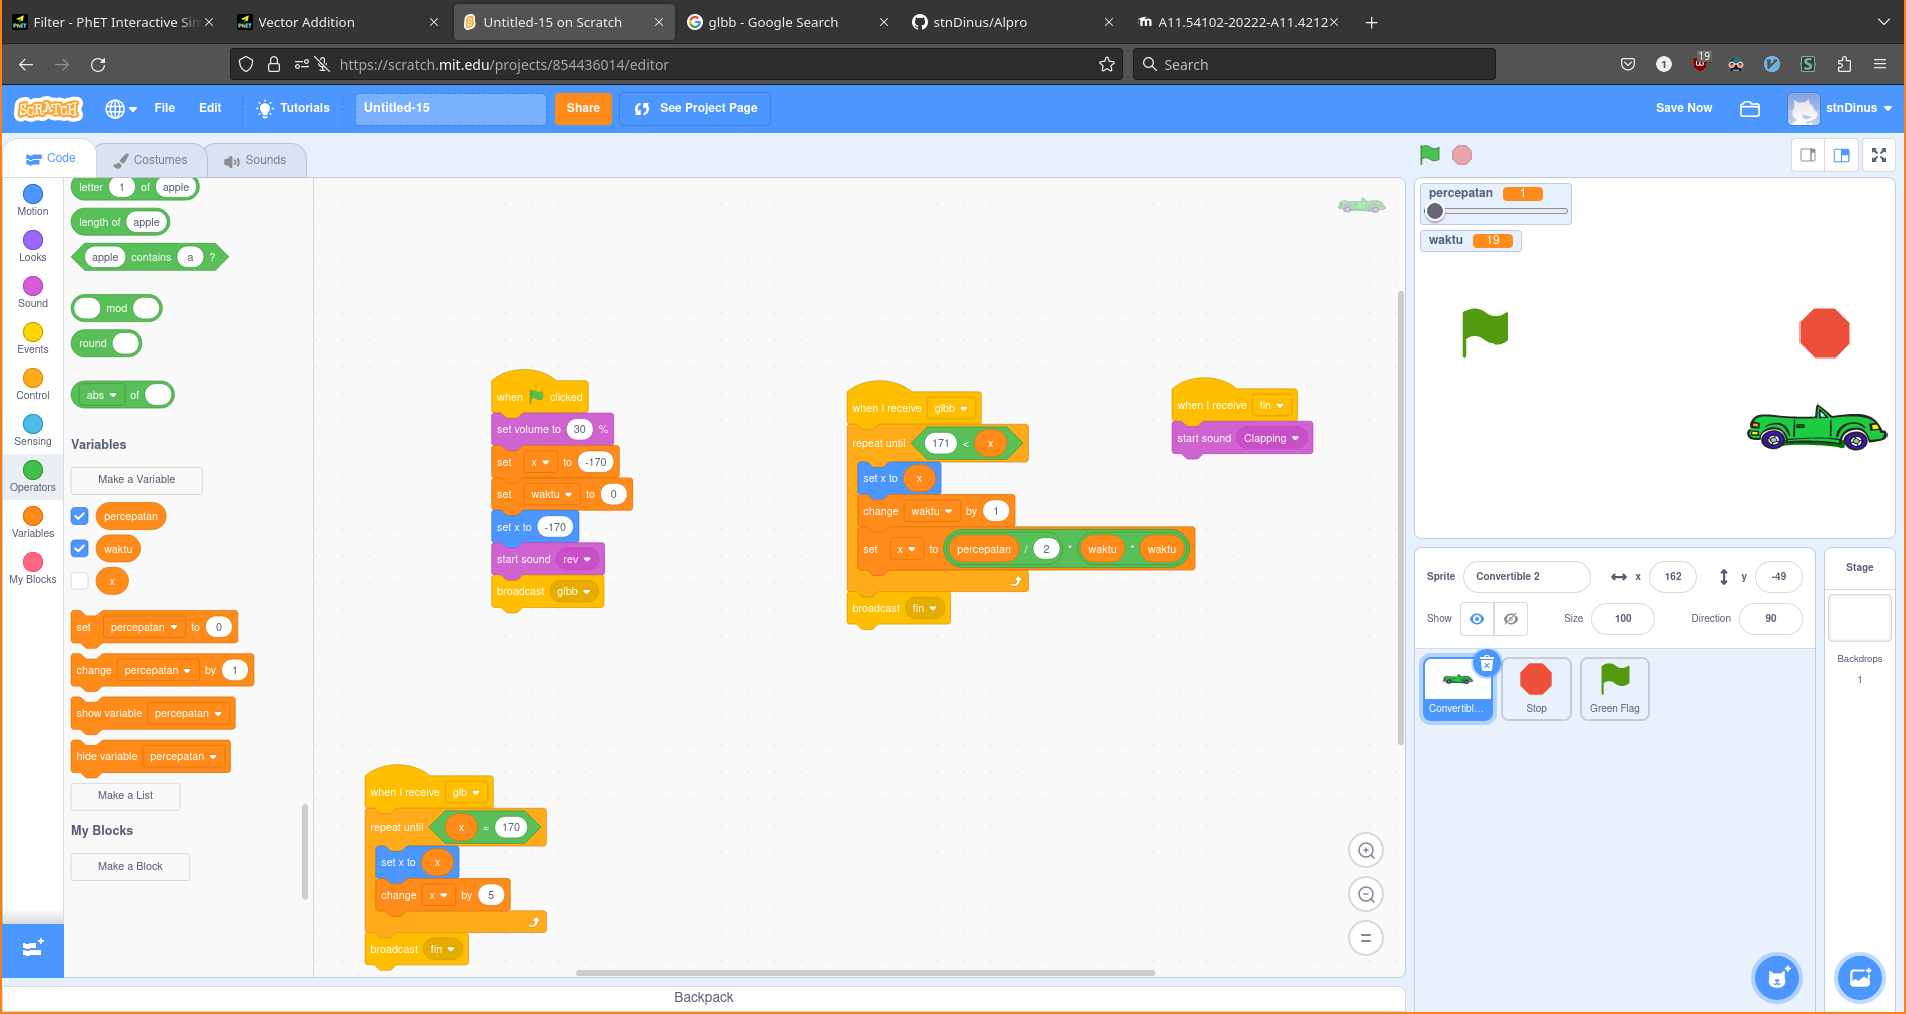 Filter - PhET Interactive Sim
Vector Addition
Untitled-15 on Scratch
glbb - Google Search
stnDinus/Alpro
A11.54102-20222-A11.4212
https://scratch.mit.edu/projects/854436014/editor
Search
1
19
SCRATCH
File
Edit
Tutorials
Untitled-15
Share
See Project Page
Save Now
stnDinus
Code
Costumes
Sounds
Motion
Looks
Sound
Events
Control
Sensing
Operators
Variables
My Blocks
letter 1 of apple
length of apple
apple contains a ?
mod
round
abs of
Variables
Make a Variable
percepatan
waktu
x
set percepatan to 0
change percepatan by 1
show variable percepatan
hide variable percepatan
Make a List
My Blocks
Make a Block
when clicked
set volume to 30 %
set x to -170
set waktu to 0
set x to -170
start sound rev
broadcast glbb
when I receive glbb
repeat until 171 < x
set x to x
change waktu by 1
set x to percepatan / 2 * waktu * waktu
broadcast fin
when I receive fin
start sound Clapping
when I receive glb
repeat until x = 170
set x to x
change x by 5
broadcast fin
Backpack
percepatan 1
waktu 19
Sprite Convertible 2 x 162 y -49
Show Size 100 Direction 90
Convertibl...
Stop
Green Flag
Stage
Backdrops
1